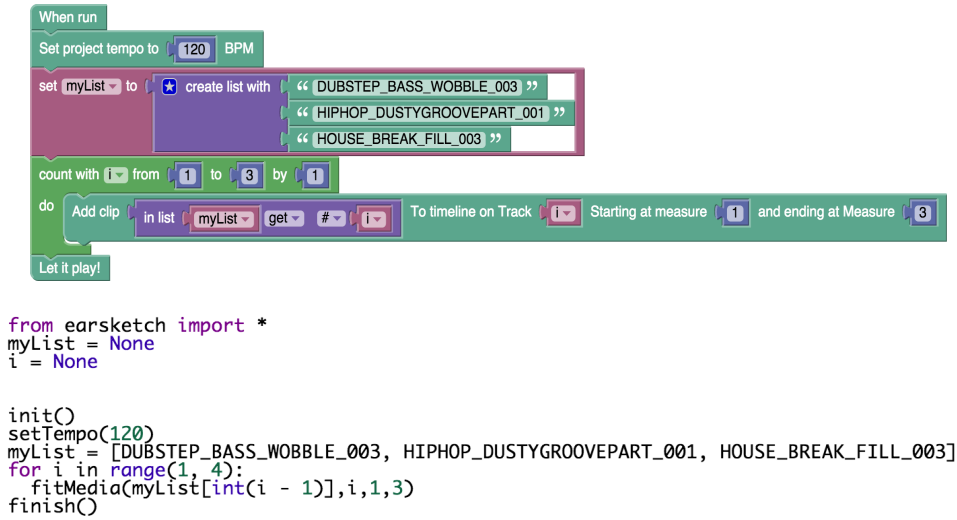 When run
Set project tempo to 120 BPM
set myList to create list with “ DUBSTEP_BASS_WOBBLE_003 ”
“ HIPHOP_DUSTYGROOVEPART_001 ”
“ HOUSE_BREAK_FILL_003 ”
count with i from 1 to 3 by 1
do Add clip in list myList get # i To timeline on Track i Starting at measure 1 and ending at Measure 3
Let it play!
from earsketch import *
myList = None
i = None
init()
setTempo(120)
myList = [DUBSTEP_BASS_WOBBLE_003, HIPHOP_DUSTYGROOVEPART_001, HOUSE_BREAK_FILL_003]
for i in range(1, 4):
  fitMedia(myList[int(i - 1)],i,1,3)
finish()